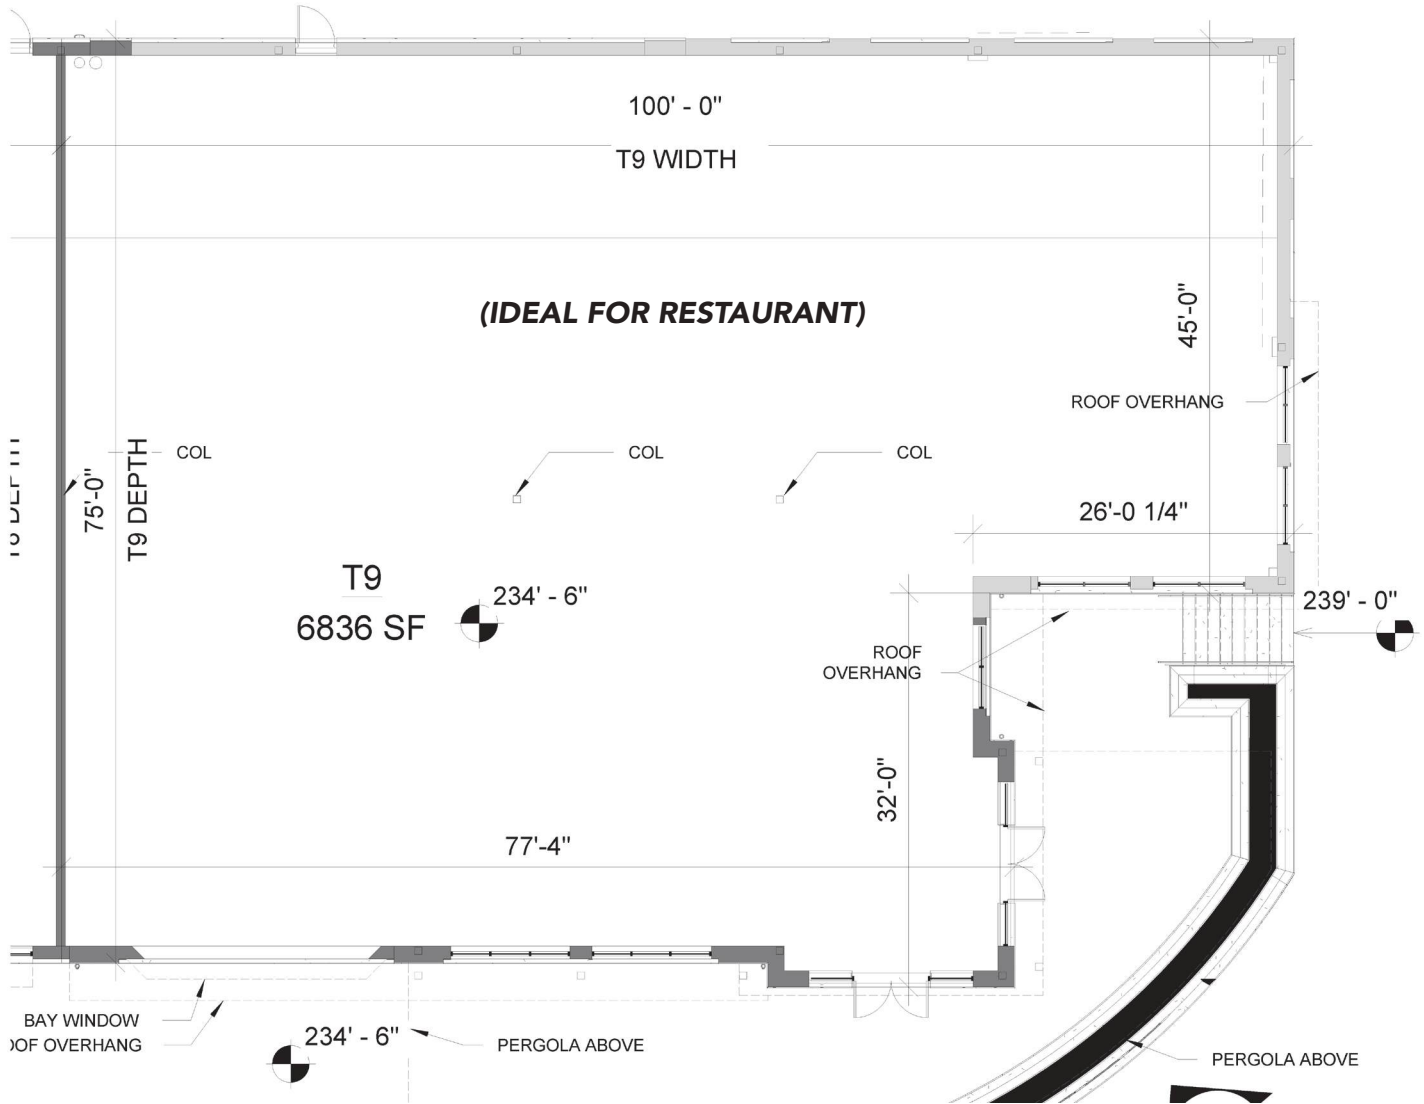 100' - 0"
T9 WIDTH
(IDEAL FOR RESTAURANT)
45'-0"
ROOF OVERHANG
75'-0"
T9 DEPTH
COL
COL
COL
26'-0 1/4"
T9
6836 SF
234' - 6"
239' - 0"
ROOF
OVERHANG
32'-0"
77'-4"
BAY WINDOW
OOF OVERHANG
234' - 6"
PERGOLA ABOVE
PERGOLA ABOVE